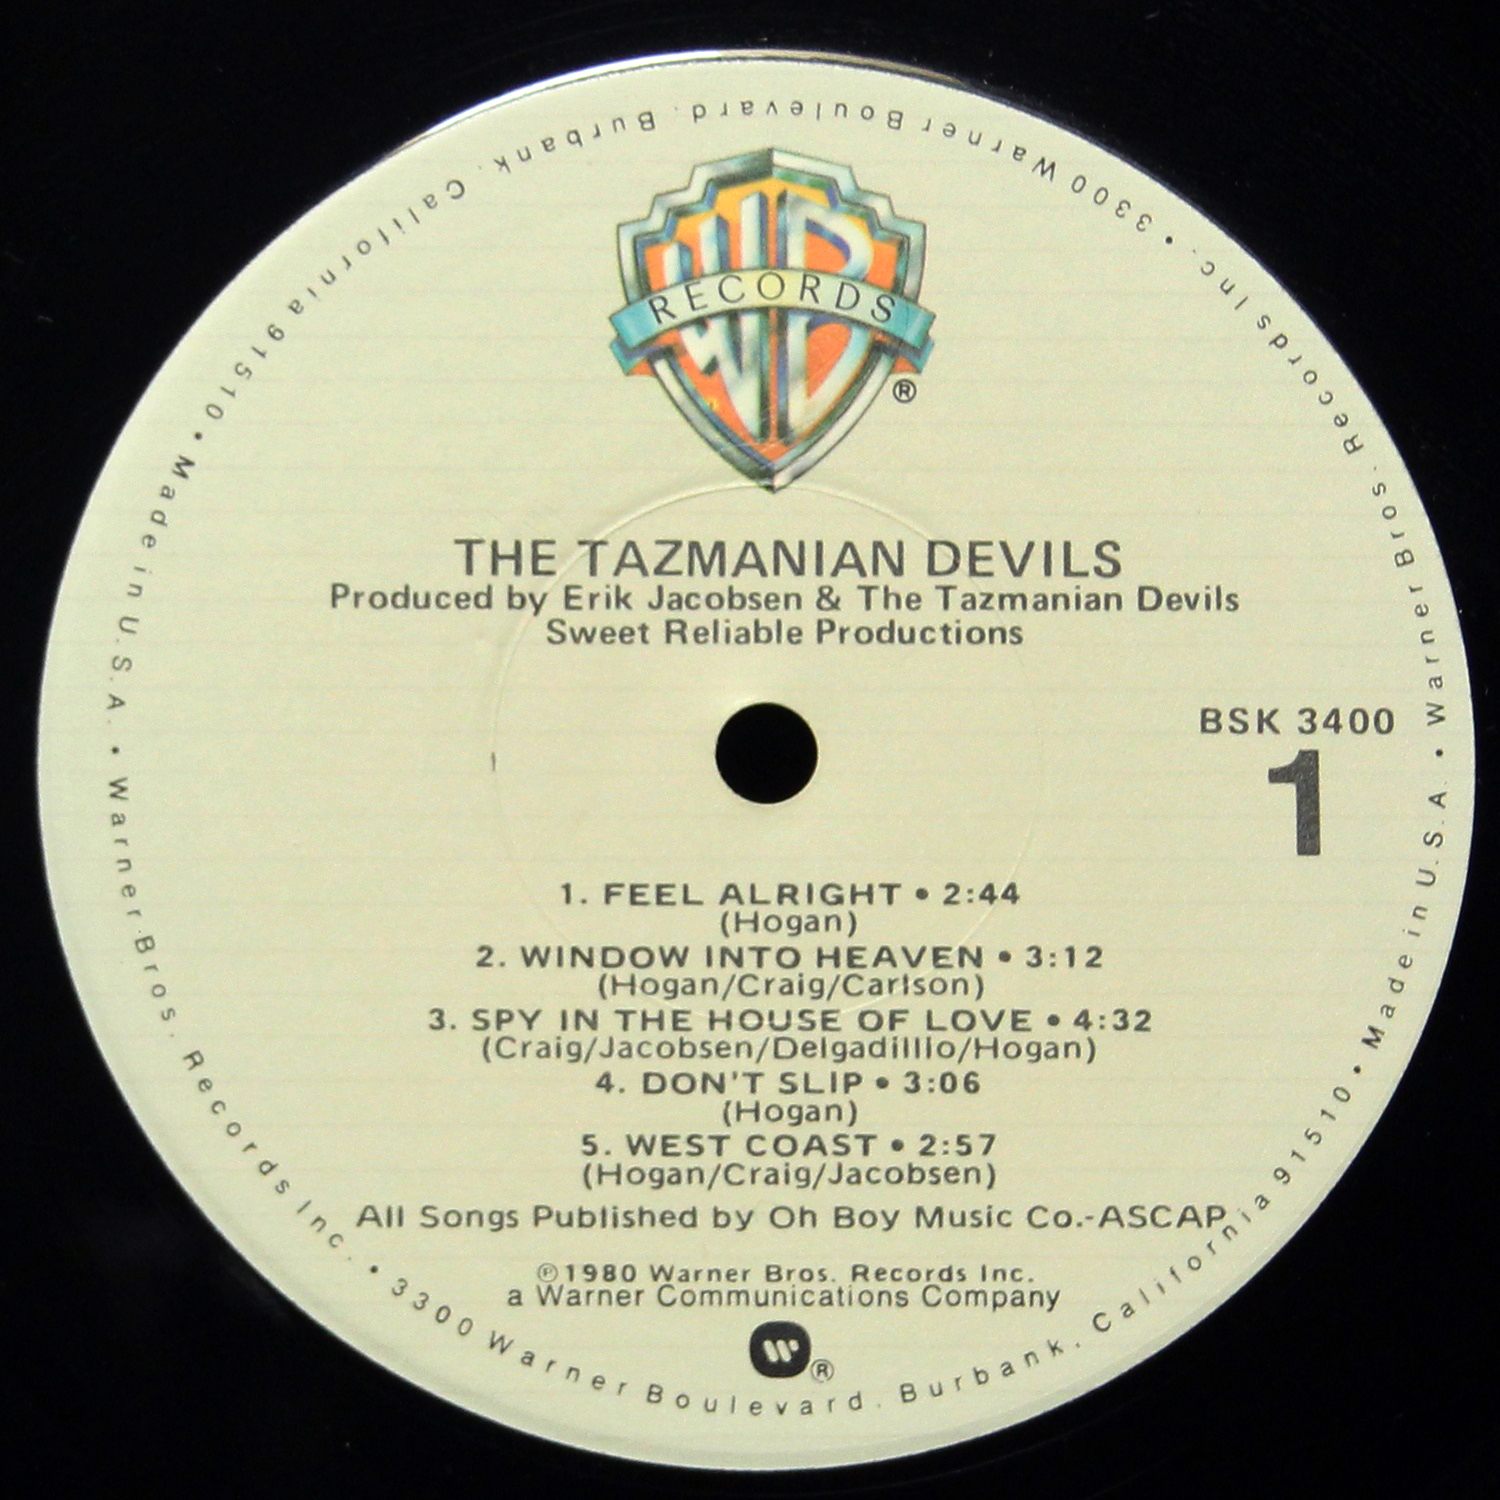 RECORDS
®
THE TAZMANIAN DEVILS
Produced by Erik Jacobsen & The Tazmanian Devils
Sweet Reliable Productions
BSK 3400
1
1. FEEL ALRIGHT • 2:44
(Hogan)
2. WINDOW INTO HEAVEN • 3:12
(Hogan/Craig/Carlson)
3. SPY IN THE HOUSE OF LOVE • 4:32
(Craig/Jacobsen/Delgadilllo/Hogan)
4. DON'T SLIP • 3:06
(Hogan)
5. WEST COAST • 2:57
(Hogan/Craig/Jacobsen)
All Songs Published by Oh Boy Music Co.-ASCAP
℗1980 Warner Bros. Records Inc.
a Warner Communications Company
®
Warner Bros. Records Inc. • 3300 Warner Boulevard. Burbank. California 91510 • Made in U.S.A. • Warner Bros. Records Inc. • 3300 Warner Boulevard. Burbank. California 91510 • Made in U.S.A. •